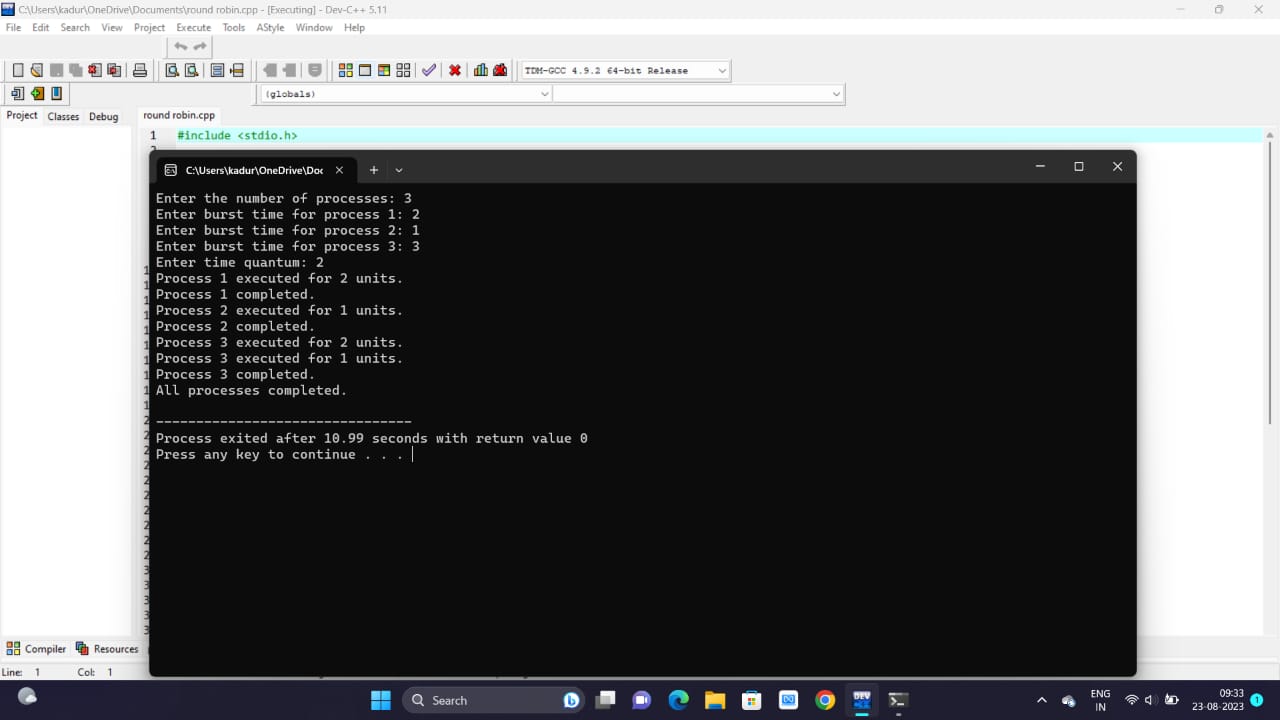 C:\Users\kadur\OneDrive\Documents\round robin.cpp - [Executing] - Dev-C++ 5.11
File Edit Search View Project Execute Tools AStyle Window Help
TDM-GCC 4.9.2 64-bit Release
(globals)
Project Classes Debug round robin.cpp
1 #include <stdio.h>
C:\Users\kadur\OneDrive\Doc
Enter the number of processes: 3
Enter burst time for process 1: 2
Enter burst time for process 2: 1
Enter burst time for process 3: 3
Enter time quantum: 2
Process 1 executed for 2 units.
Process 1 completed.
Process 2 executed for 1 units.
Process 2 completed.
Process 3 executed for 2 units.
Process 3 executed for 1 units.
Process 3 completed.
All processes completed.
--------------------------------
Process exited after 10.99 seconds with return value 0
Press any key to continue . . .
Compiler Resources
Line: 1 Col: 1
Search
DEV
ENG
IN
09:33
23-08-2023
1